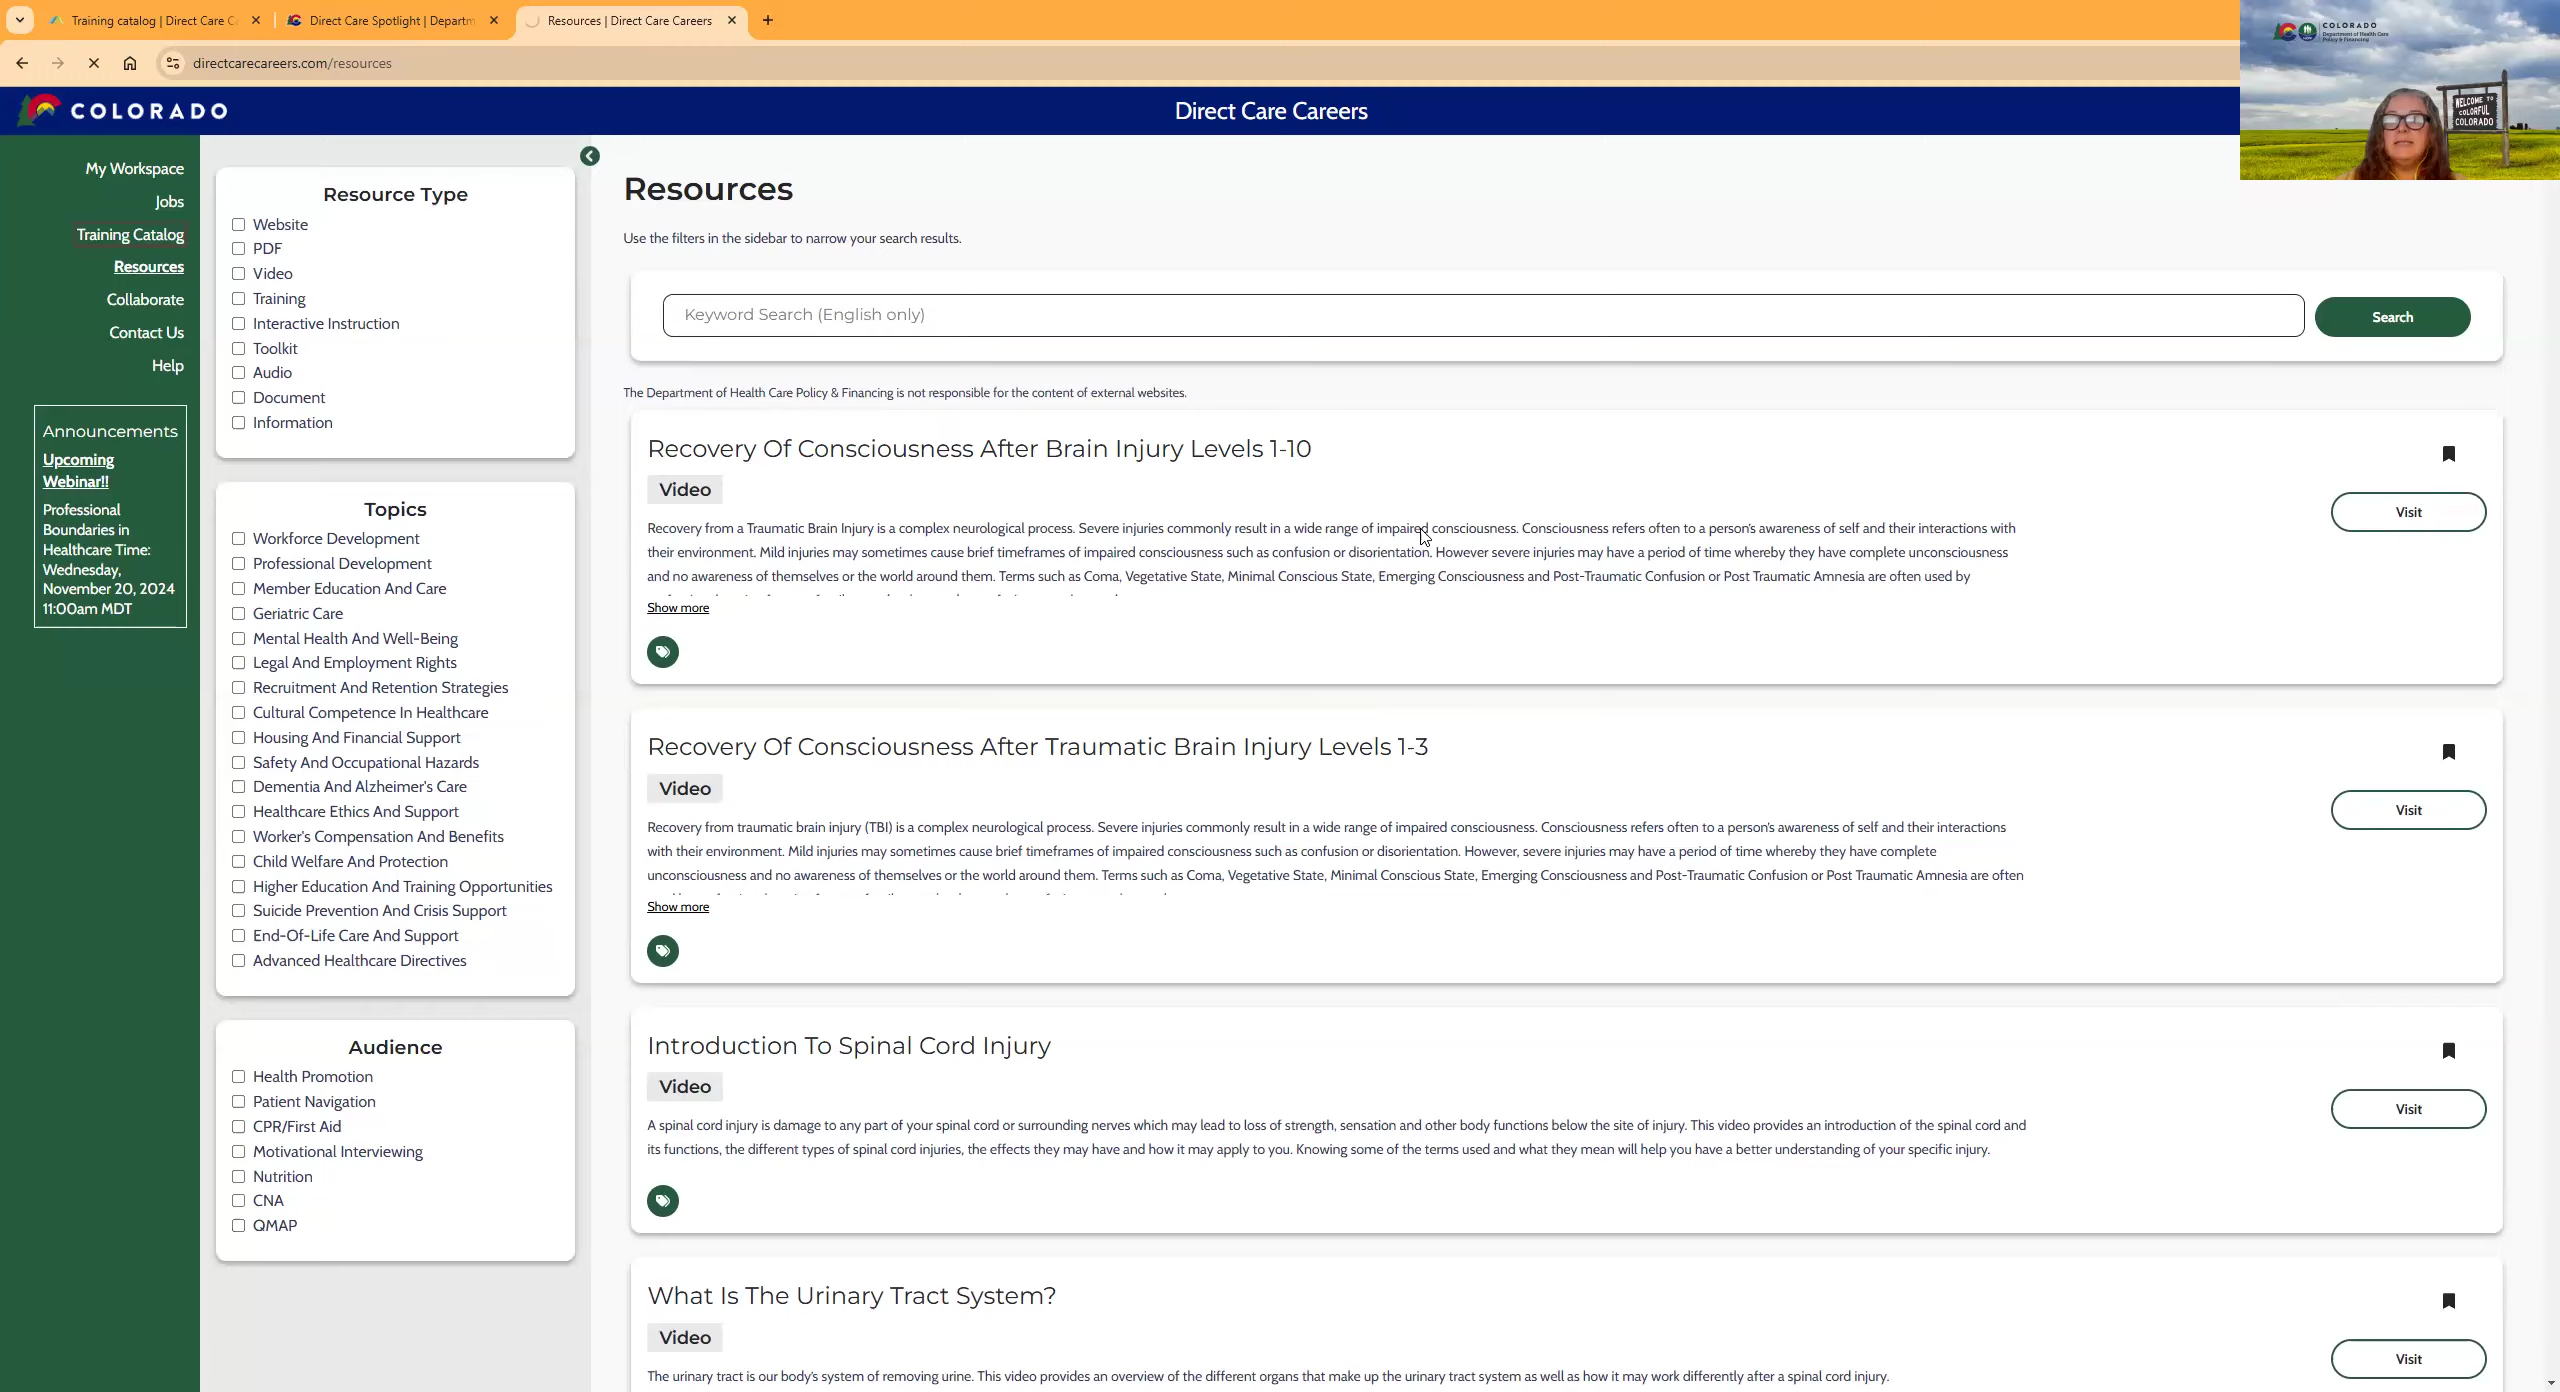 Training catalog | Direct Care C
Direct Care Spotlight | Departm
Resources | Direct Care Careers
directcarecareers.com/resources
COLORADO
Direct Care Careers
COLORADO
Department of Health Care
Policy & Financing
WELCOME TO
COLORFUL
COLORADO
My Workspace
Jobs
Training Catalog
Resources
Collaborate
Contact Us
Help
Announcements
Upcoming
Webinar!!
Professional
Boundaries in
Healthcare Time:
Wednesday,
November 20, 2024
11:00am MDT
Resource Type
Website
PDF
Video
Training
Interactive Instruction
Toolkit
Audio
Document
Information
Topics
Workforce Development
Professional Development
Member Education And Care
Geriatric Care
Mental Health And Well-Being
Legal And Employment Rights
Recruitment And Retention Strategies
Cultural Competence In Healthcare
Housing And Financial Support
Safety And Occupational Hazards
Dementia And Alzheimer's Care
Healthcare Ethics And Support
Worker's Compensation And Benefits
Child Welfare And Protection
Higher Education And Training Opportunities
Suicide Prevention And Crisis Support
End-Of-Life Care And Support
Advanced Healthcare Directives
Audience
Health Promotion
Patient Navigation
CPR/First Aid
Motivational Interviewing
Nutrition
CNA
QMAP
Resources
Use the filters in the sidebar to narrow your search results.
Keyword Search (English only)
Search
The Department of Health Care Policy & Financing is not responsible for the content of external websites.
Recovery Of Consciousness After Brain Injury Levels 1-10
Video
Visit
Recovery from a Traumatic Brain Injury is a complex neurological process. Severe injuries commonly result in a wide range of impaired consciousness. Consciousness refers often to a person's awareness of self and their interactions with
their environment. Mild injuries may sometimes cause brief timeframes of impaired consciousness such as confusion or disorientation. However severe injuries may have a period of time whereby they have complete unconsciousness
and no awareness of themselves or the world around them. Terms such as Coma, Vegetative State, Minimal Conscious State, Emerging Consciousness and Post-Traumatic Confusion or Post Traumatic Amnesia are often used by
Show more
Recovery Of Consciousness After Traumatic Brain Injury Levels 1-3
Video
Visit
Recovery from traumatic brain injury (TBI) is a complex neurological process. Severe injuries commonly result in a wide range of impaired consciousness. Consciousness refers often to a person's awareness of self and their interactions
with their environment. Mild injuries may sometimes cause brief timeframes of impaired consciousness such as confusion or disorientation. However, severe injuries may have a period of time whereby they have complete
unconsciousness and no awareness of themselves or the world around them. Terms such as Coma, Vegetative State, Minimal Conscious State, Emerging Consciousness and Post-Traumatic Confusion or Post Traumatic Amnesia are often
Show more
Introduction To Spinal Cord Injury
Video
Visit
A spinal cord injury is damage to any part of your spinal cord or surrounding nerves which may lead to loss of strength, sensation and other body functions below the site of injury. This video provides an introduction of the spinal cord and
its functions, the different types of spinal cord injuries, the effects they may have and how it may apply to you. Knowing some of the terms used and what they mean will help you have a better understanding of your specific injury.
What Is The Urinary Tract System?
Video
Visit
The urinary tract is our body's system of removing urine. This video provides an overview of the different organs that make up the urinary tract system as well as how it may work differently after a spinal cord injury.